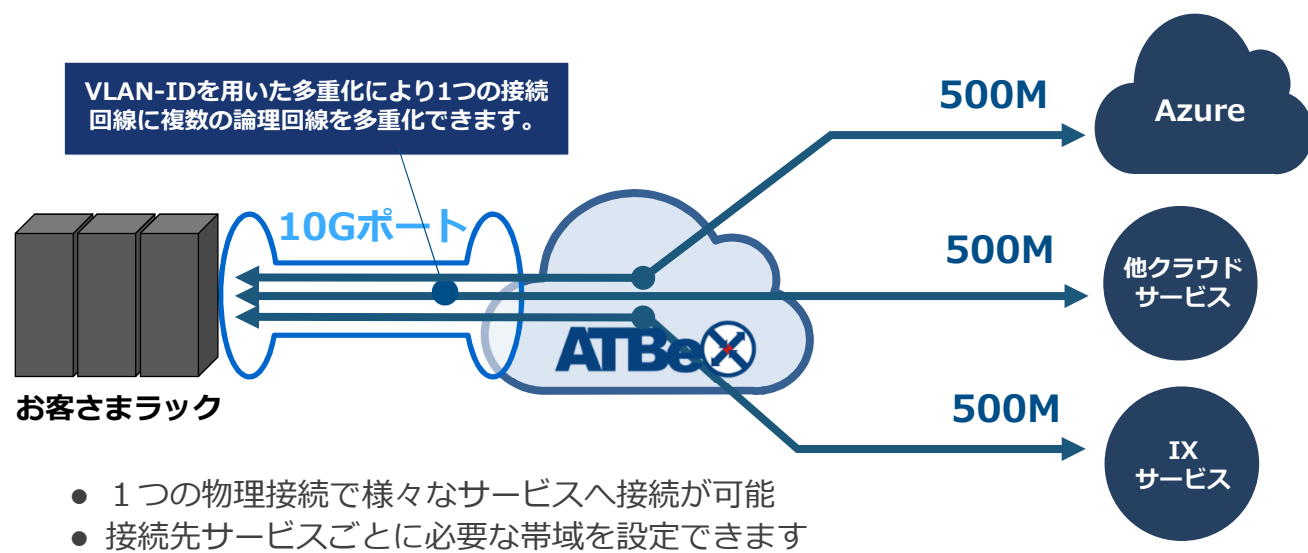 VLAN-IDを用いた多重化により1つの接続
回線に複数の論理回線を多重化できます。
500M
Azure
10Gポート
500M
他クラウド
サービス
ATBeX
お客さまラック
500M
IX
サービス
● １つの物理接続で様々なサービスへ接続が可能
● 接続先サービスごとに必要な帯域を設定できます